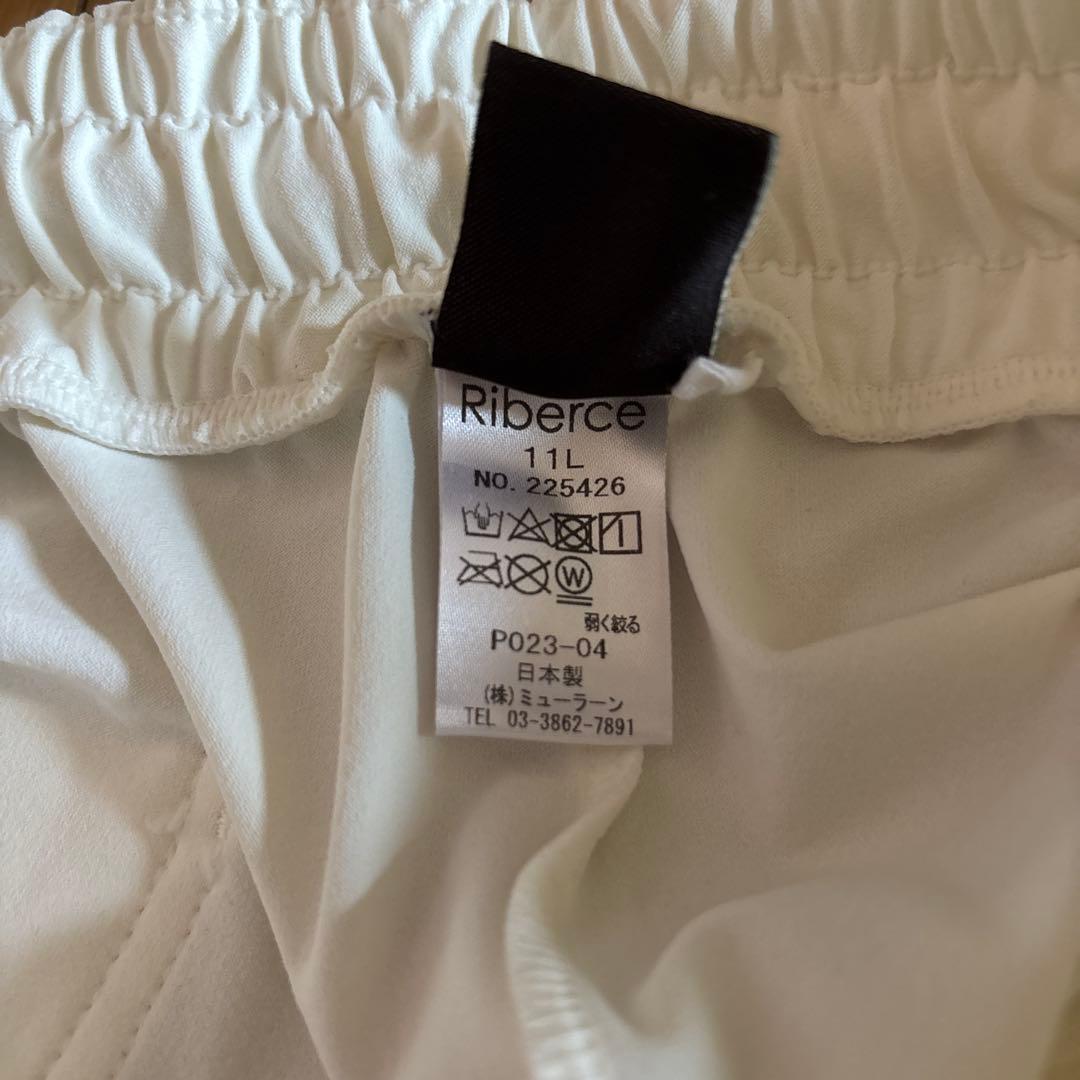 Riberce
11L
NO. 225426
W
弱く絞る
P023-04
日本製
(株)ミューラーン
TEL 03-3862-7891